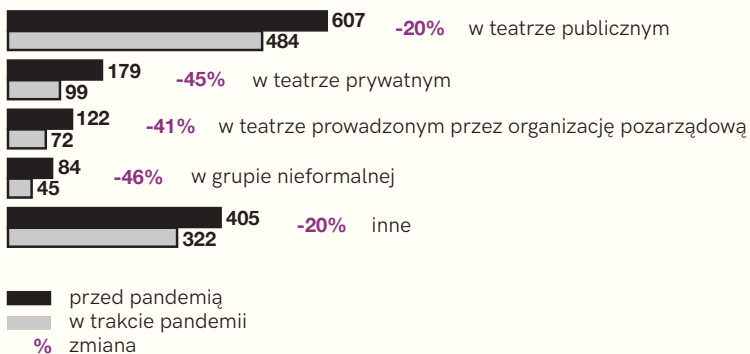 607
484
-20% w teatrze publicznym
179
99
-45% w teatrze prywatnym
122
72
-41% w teatrze prowadzonym przez organizację pozarządową
84
45
-46% w grupie nieformalnej
405
322
-20% inne
przed pandemią
w trakcie pandemii
% zmiana